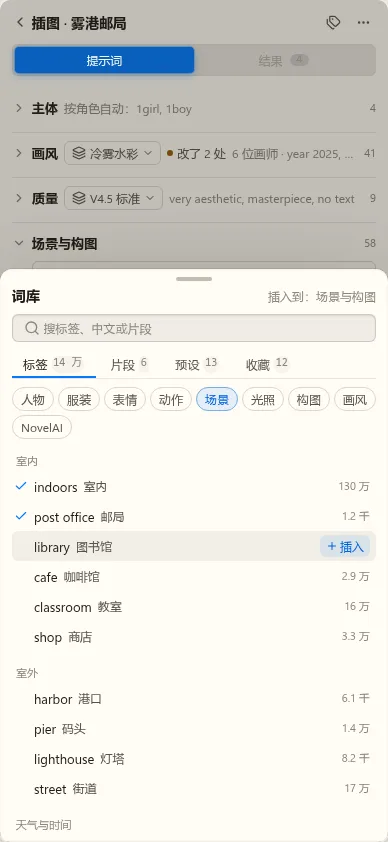 插图 · 雾港邮局
提示词
结果 4
主体 按角色自动：1girl, 1boy 4
画风 冷雾水彩 改了 2 处 6 位画师 · year 2025, ... 41
质量 V4.5 标准 very aesthetic, masterpiece, no text 9
场景与构图 58
词库 插入到：场景与构图
搜标签、中文或片段
标签 14 万 片段 6 预设 13 收藏 12
人物 服装 表情 动作 场景 光照 构图 画风
NovelAI
室内
indoors 室内 130 万
post office 邮局 1.2 千
library 图书馆 + 插入
cafe 咖啡馆 2.9 万
classroom 教室 16 万
shop 商店 3.3 万
室外
harbor 港口 6.1 千
pier 码头 1.4 万
lighthouse 灯塔 8.2 千
street 街道 17 万
天气与时间